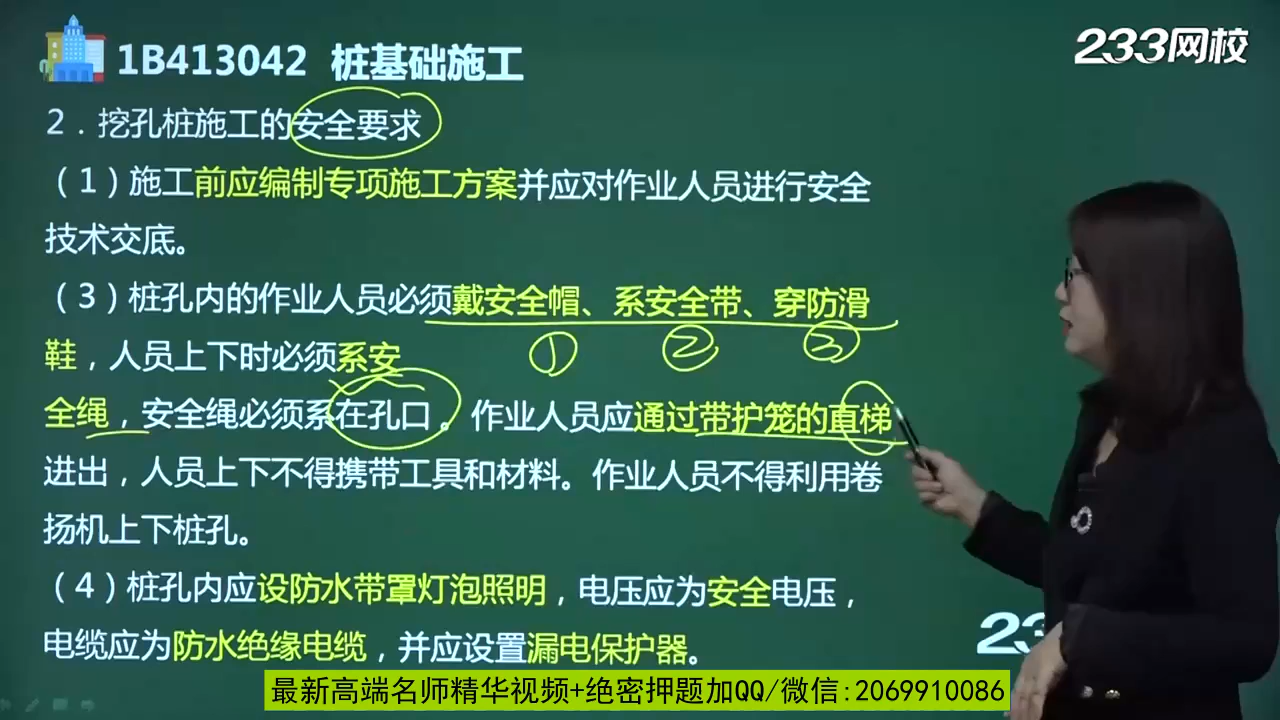 1B413042 桩基础施工
233网校
2．挖孔桩施工的安全要求
（1）施工前应编制专项施工方案并应对作业人员进行安全
技术交底。
（3）桩孔内的作业人员必须戴安全帽、系安全带、穿防滑
鞋，人员上下时必须系安
① ② ③
全绳，安全绳必须系在孔口。作业人员应通过带护笼的直梯
进出，人员上下不得携带工具和材料。作业人员不得利用卷
扬机上下桩孔。
（4）桩孔内应设防水带罩灯泡照明，电压应为安全电压，
电缆应为防水绝缘电缆，并应设置漏电保护器。
233
最新高端名师精华视频+绝密押题加QQ/微信:2069910086